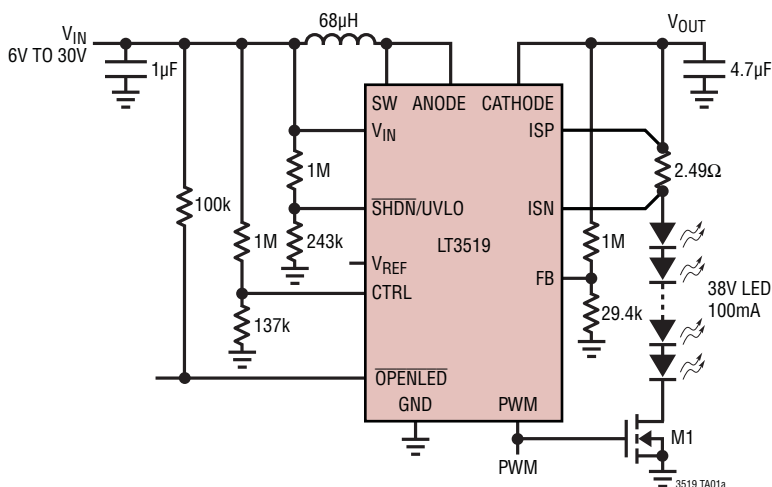 68µH
VIN
6V TO 30V
VOUT
1µF
4.7µF
SW ANODE CATHODE
VIN
ISP
1M
2.49Ω
100k
SHDN/UVLO
ISN
1M
243k
LT3519
1M
VREF
FB
38V LED
100mA
CTRL
29.4k
137k
OPENLED
GND
PWM
M1
PWM
3519 TA01a